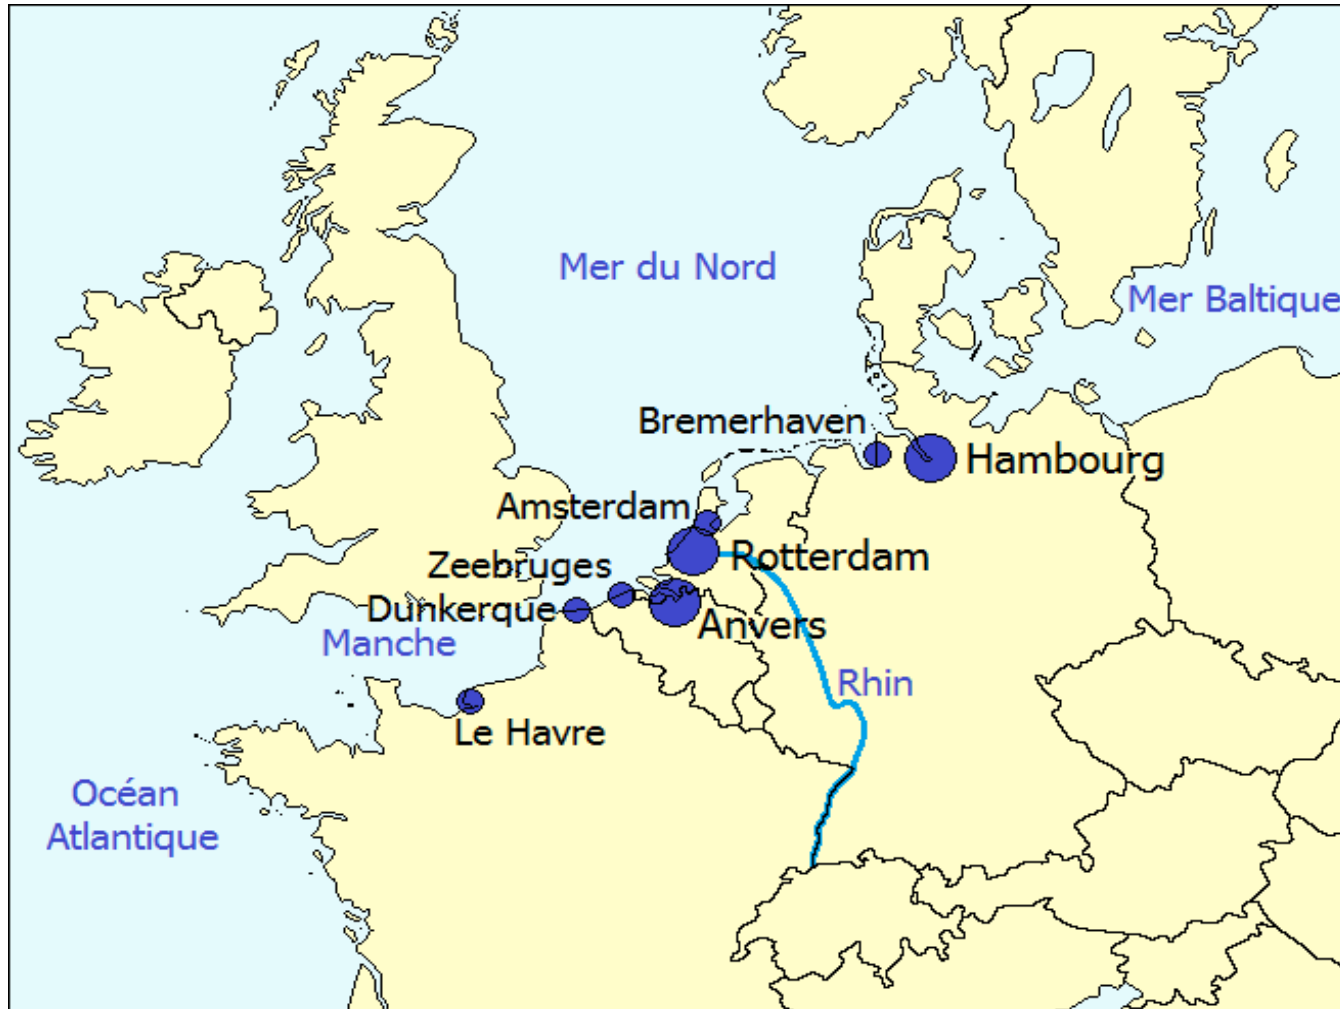 Mer du Nord
Mer Baltique
Bremerhaven
Hambourg
Amsterdam
Rotterdam
Zeebruges
Dunkerque
Anvers
Manche
Rhin
Le Havre
Océan
Atlantique